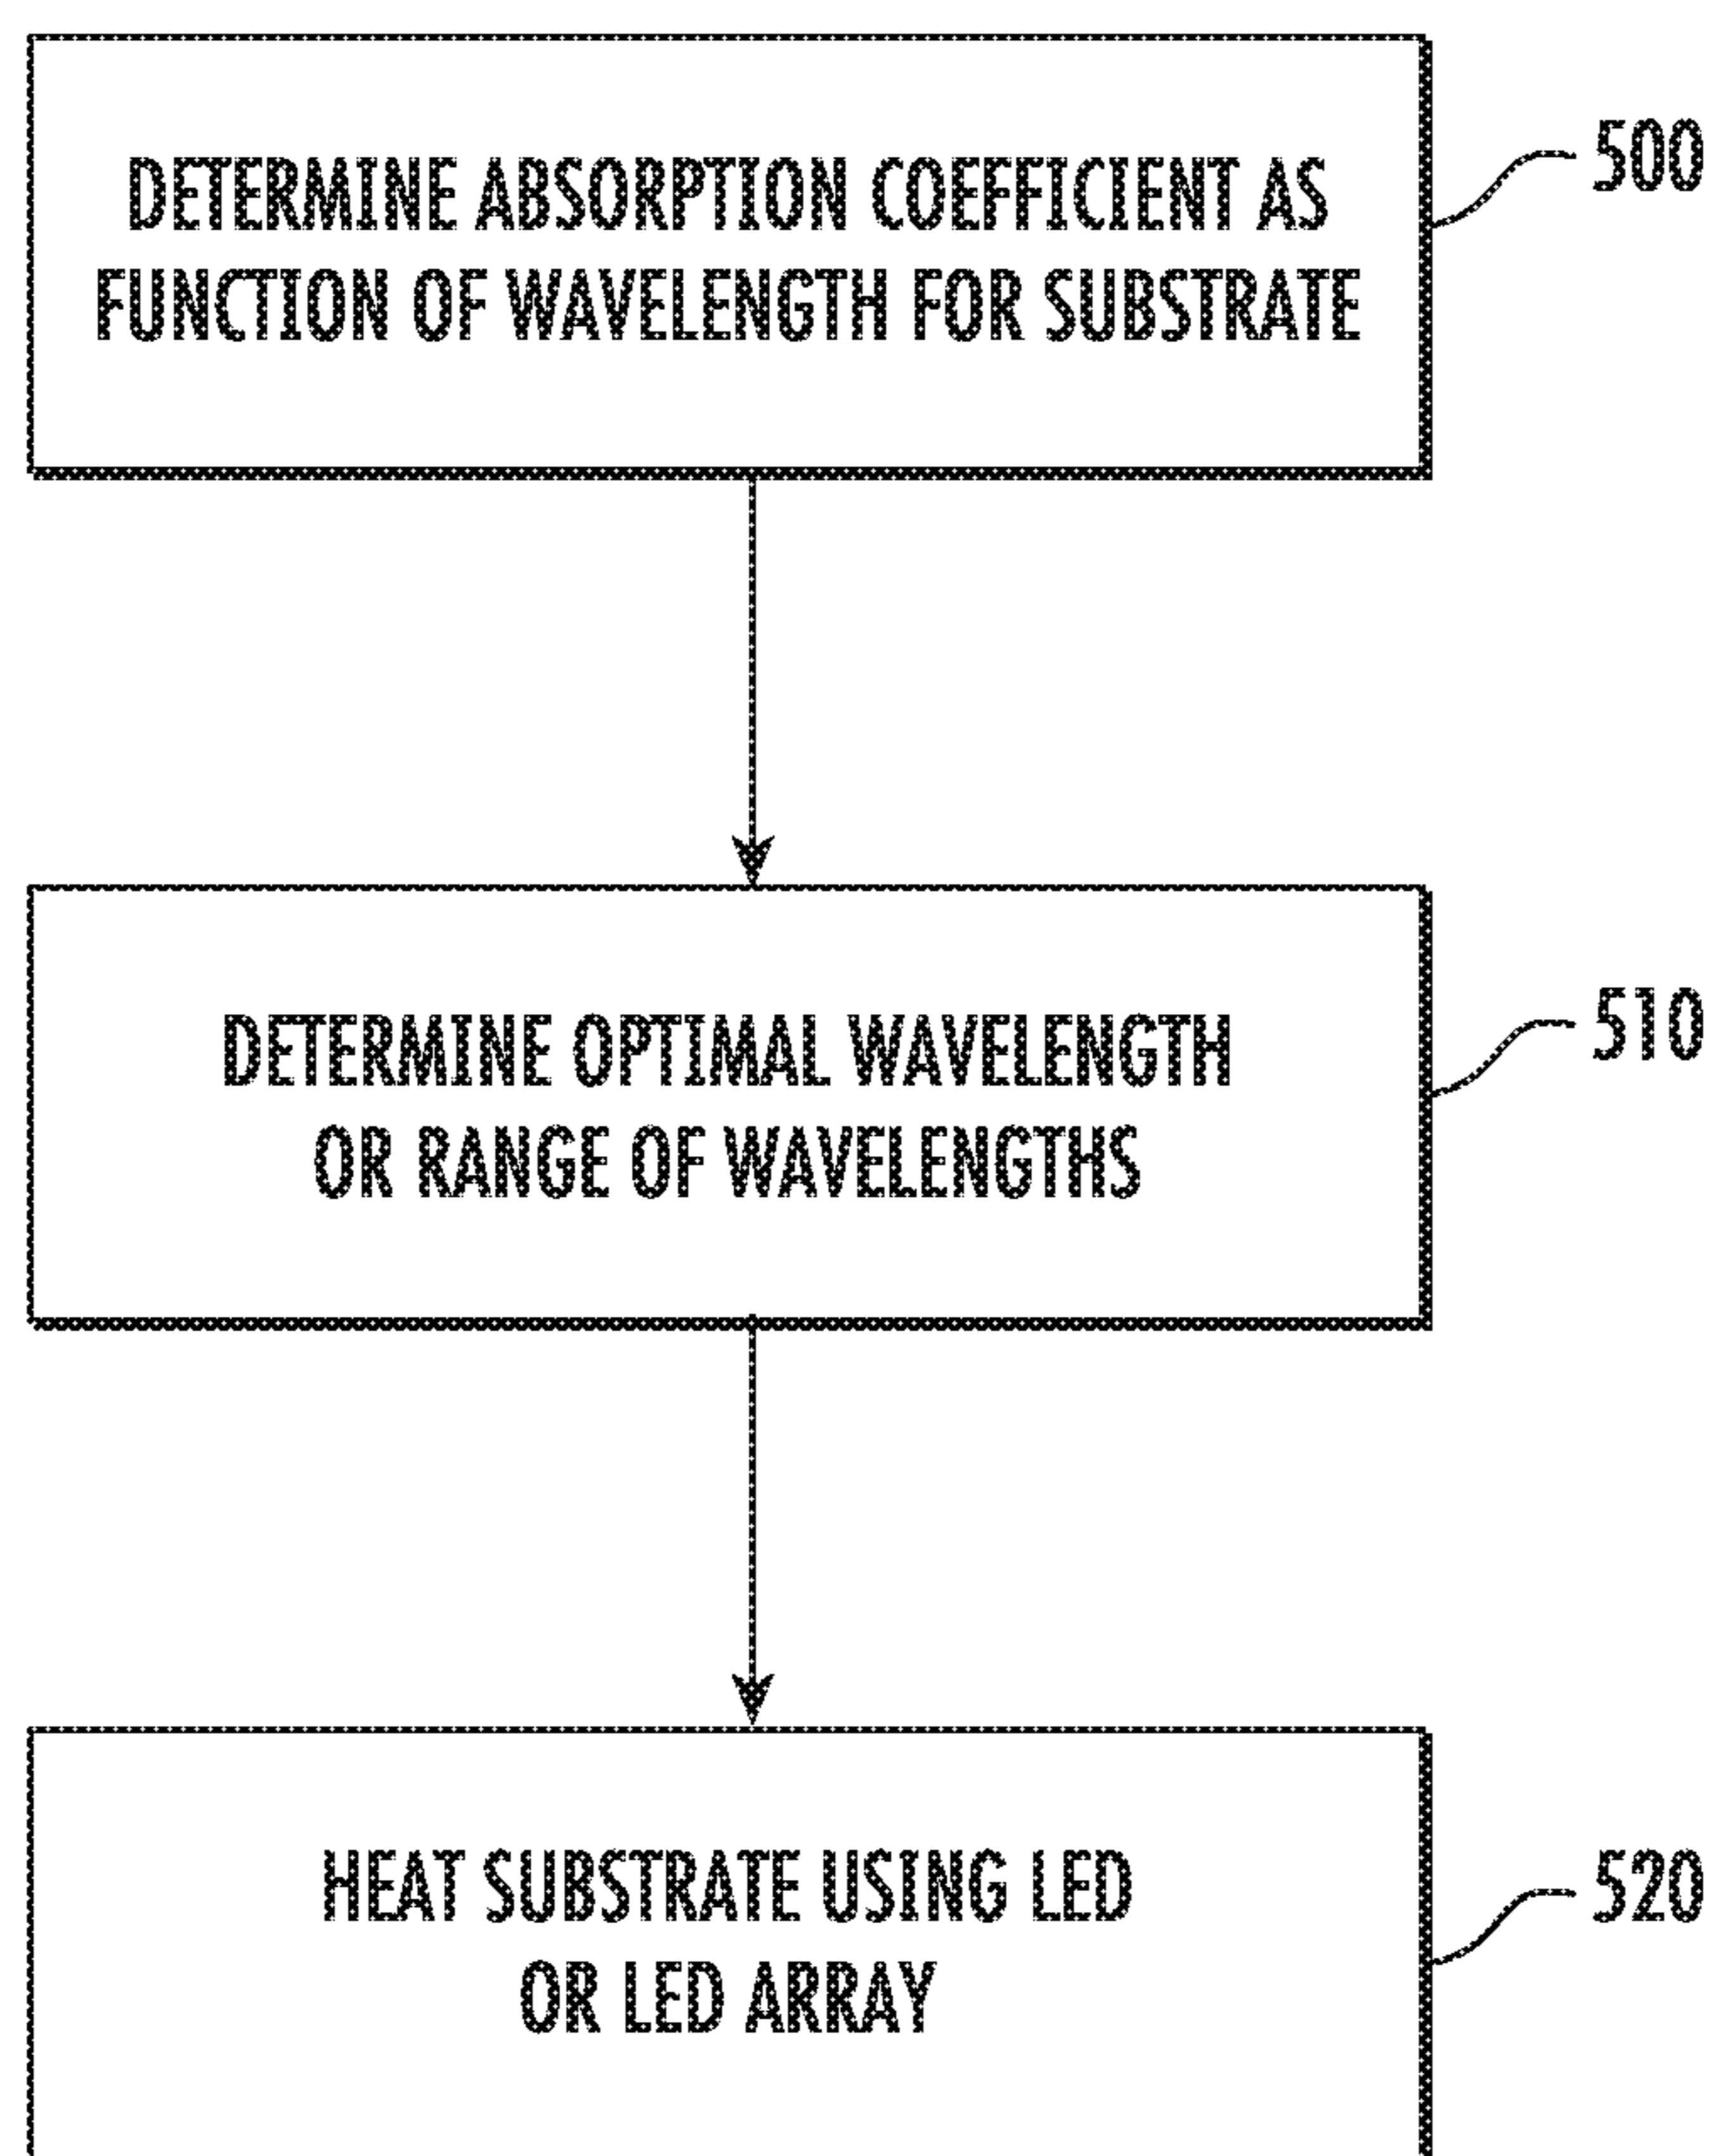 DETERMINE ABSORPTION COEFFICIENT AS
FUNCTION OF WAVELENGTH FOR SUBSTRATE
500
DETERMINE OPTIMAL WAVELENGTH
OR RANGE OF WAVELENGTHS
510
HEAT SUBSTRATE USING LED
OR LED ARRAY
520